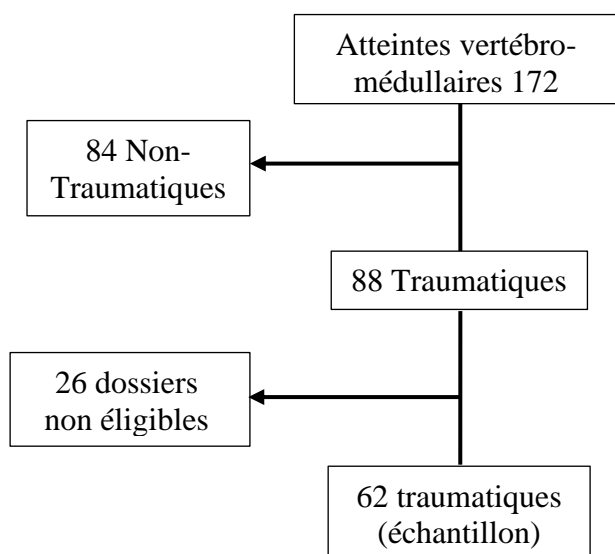 Atteintes vertébro-
médullaires 172
84 Non-
Traumatiques
88 Traumatiques
26 dossiers
non éligibles
62 traumatiques
(échantillon)